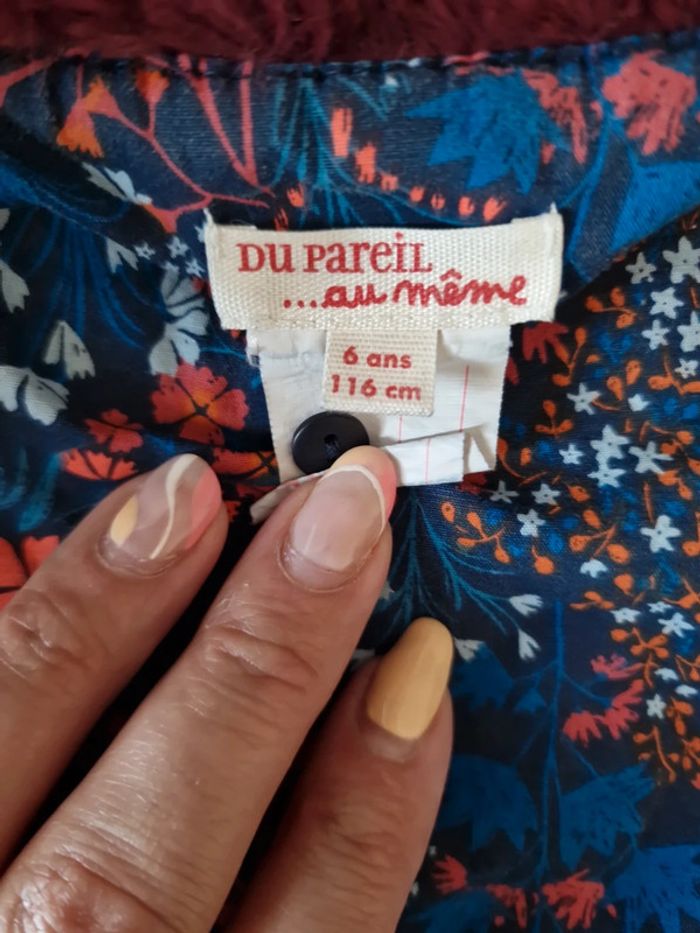 Du PareiL
...au même
6 ans
116 cm